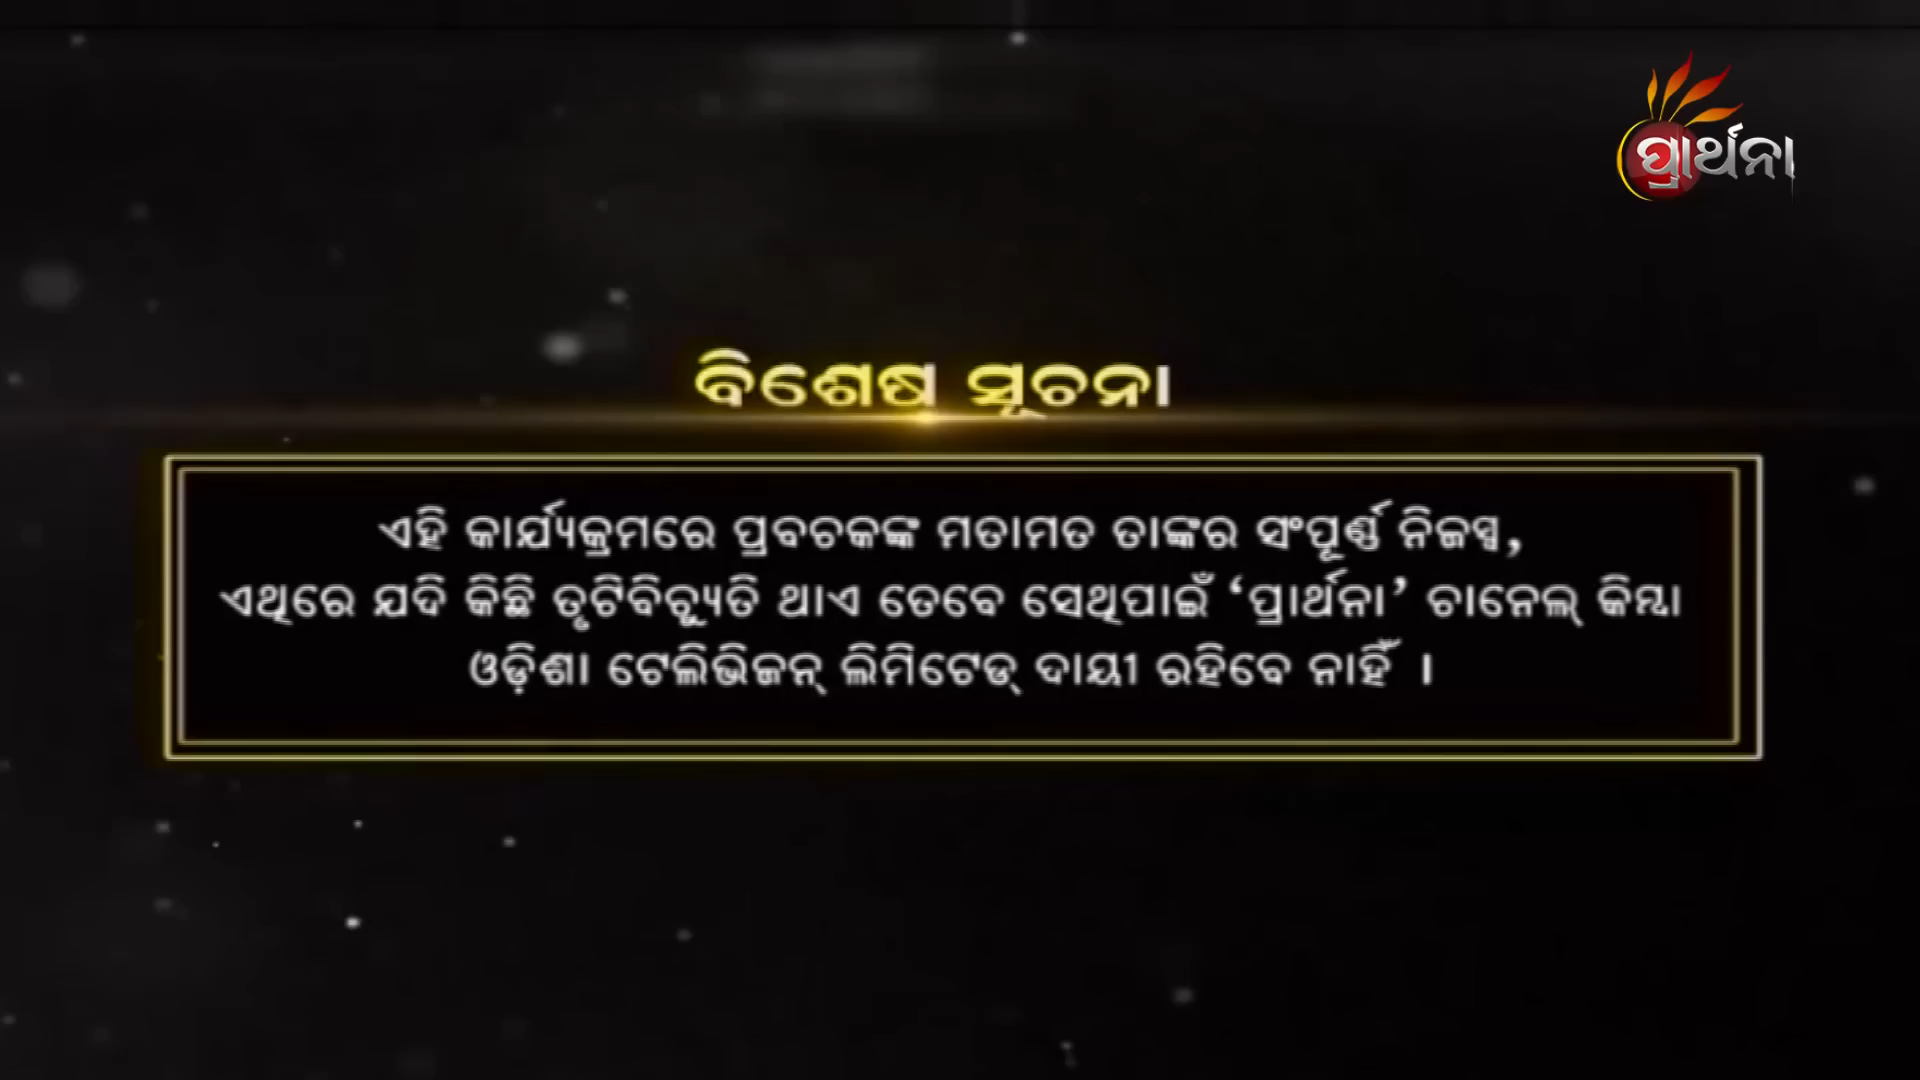 ପ୍ରାର୍ଥନା
ବିଶେଷ ସୂଚନା
ଏହି କାର୍ଯ୍ୟକ୍ରମରେ ପ୍ରବଚକଙ୍କ ମତାମତ ତାଙ୍କର ସଂପୂର୍ଣ୍ଣ ନିଜସ୍ୱ,
ଏଥିରେ ଯଦି କିଛି ତୃଟିବିଚ୍ୟୁତି ଥାଏ ତେବେ ସେଥିପାଇଁ ‘ପ୍ରାର୍ଥନା’ ଚାନେଲ୍ କିମ୍ବା
ଓଡ଼ିଶା ଟେଲିଭିଜନ୍ ଲିମିଟେଡ୍ ଦାୟୀ ରହିବେ ନାହିଁ ।